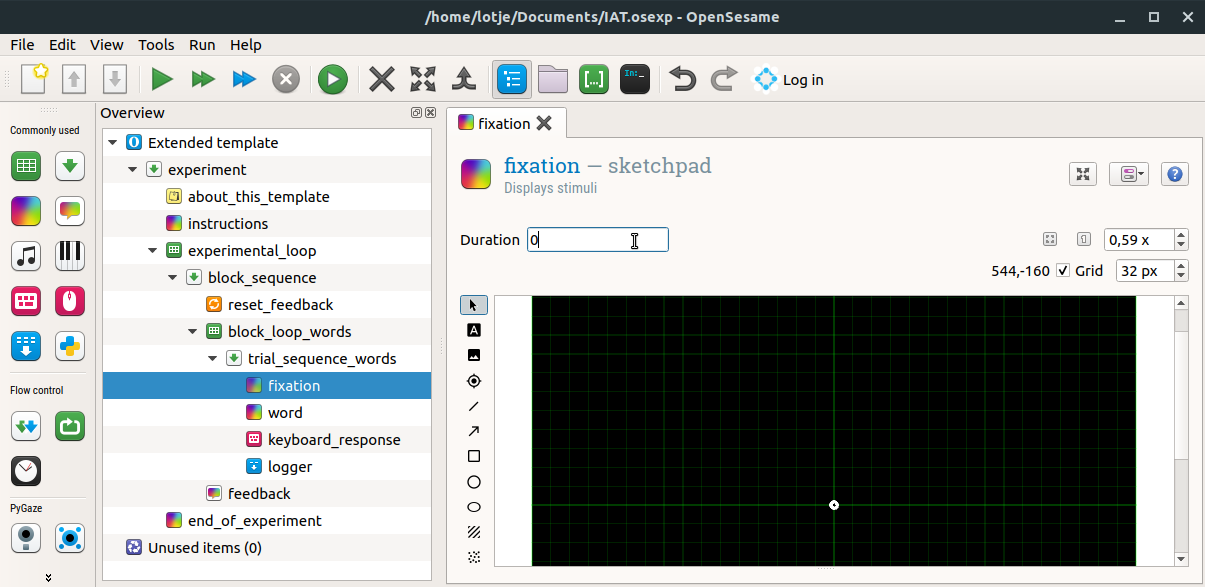 /home/lotje/Documents/IAT.osexp - OpenSesame
File Edit View Tools Run Help
In:_
Log in
Commonly used
Flow control
PyGaze
Overview
Extended template
experiment
about_this_template
instructions
experimental_loop
block_sequence
reset_feedback
block_loop_words
trial_sequence_words
fixation
word
keyboard_response
logger
feedback
end_of_experiment
Unused items (0)
fixation
fixation — sketchpad
Displays stimuli
Duration 0
0,59 x
544,-160 Grid 32 px
A